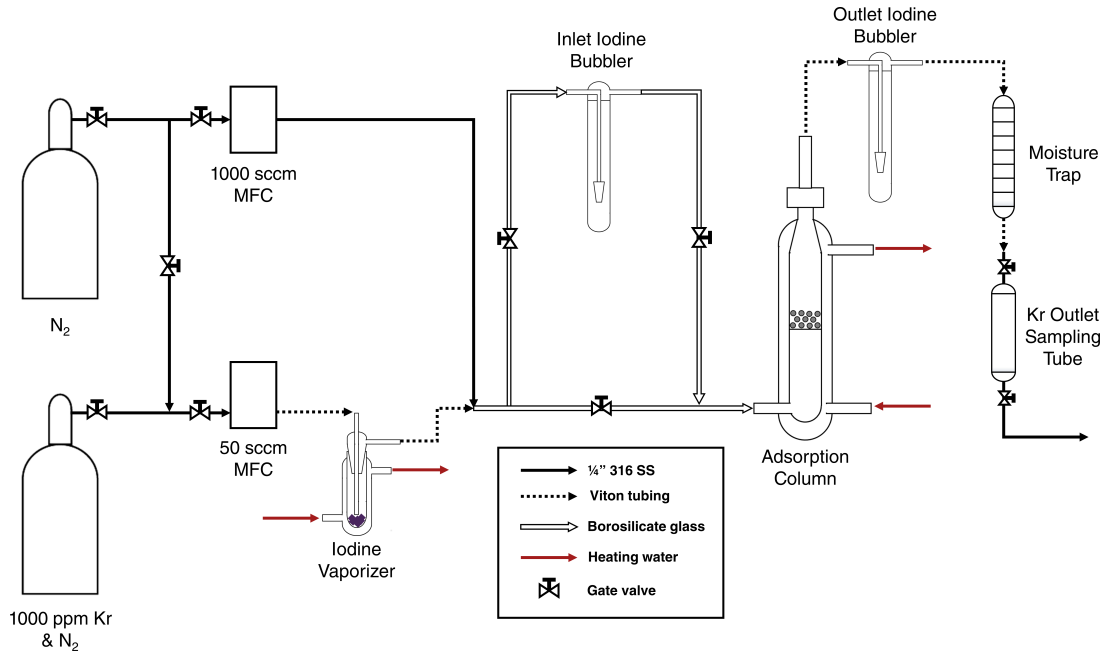 Inlet Iodine
Bubbler
Outlet Iodine
Bubbler
1000 sccm
MFC
Moisture
Trap
N₂
Kr Outlet
Sampling
Tube
50 sccm
MFC
Adsorption
Column
Iodine
Vaporizer
1000 ppm Kr
& N₂
¼” 316 SS
Viton tubing
Borosilicate glass
Heating water
Gate valve